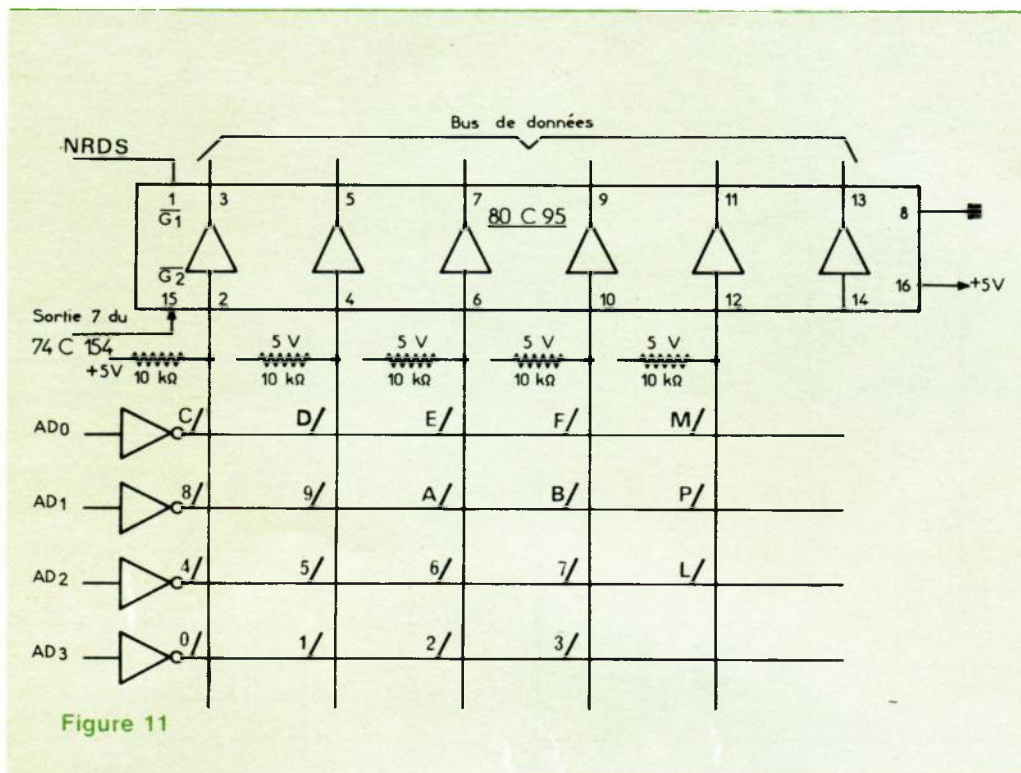 Bus de données
NRDS
1 3 5 7 80 C 95 9 11 13
G1 8
G2 16 +5V
15 2 4 6 10 12 14
Sortie 7 du
74 C 154
+5V 10 kΩ
5 V 10 kΩ
5 V 10 kΩ
5 V 10 kΩ
5 V 10 kΩ
AD0 C/ D/ E/ F/ M/
AD1 8/ 9/ A/ B/ P/
AD2 4/ 5/ 6/ 7/ L/
AD3 0/ 1/ 2/ 3/
Figure 11